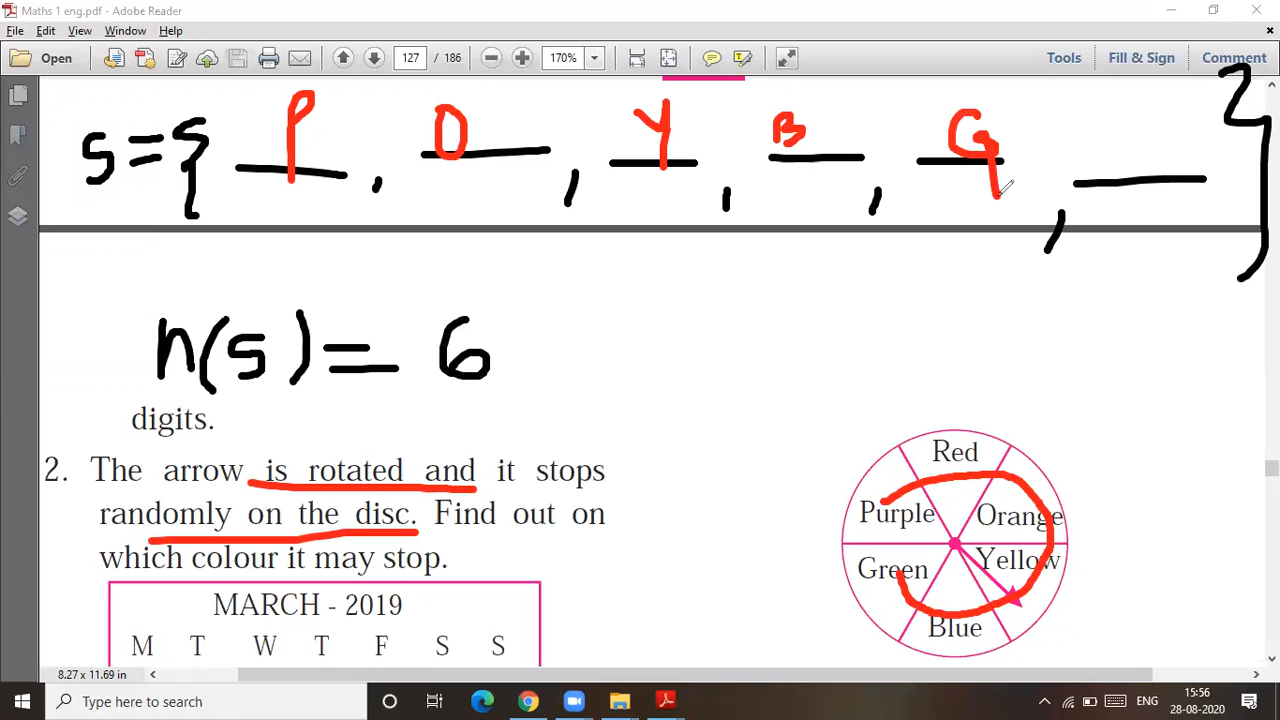 Maths 1 eng.pdf - Adobe Reader
File Edit View Window Help
Open 127 / 186 170% Tools Fill & Sign Comment
S = { P, O, Y, B, G, __ }
n(S) = 6
digits.
2. The arrow is rotated and it stops
randomly on the disc. Find out on
which colour it may stop.
Red
Purple Orange
Green Yellow
Blue
MARCH - 2019
M T W T F S S
8.27 x 11.69 in
Type here to search ENG 15:56
28-08-2020